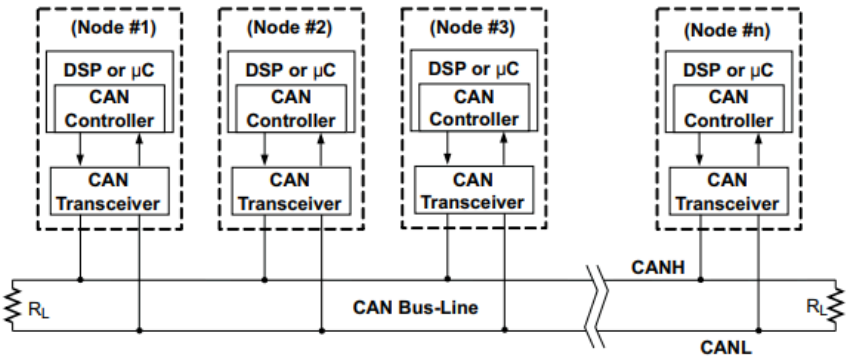 (Node #1)
DSP or µC
CAN
Controller
CAN
Transceiver
(Node #2)
DSP or µC
CAN
Controller
CAN
Transceiver
(Node #3)
DSP or µC
CAN
Controller
CAN
Transceiver
(Node #n)
DSP or µC
CAN
Controller
CAN
Transceiver
CANH
RL
CAN Bus-Line
RL
CANL